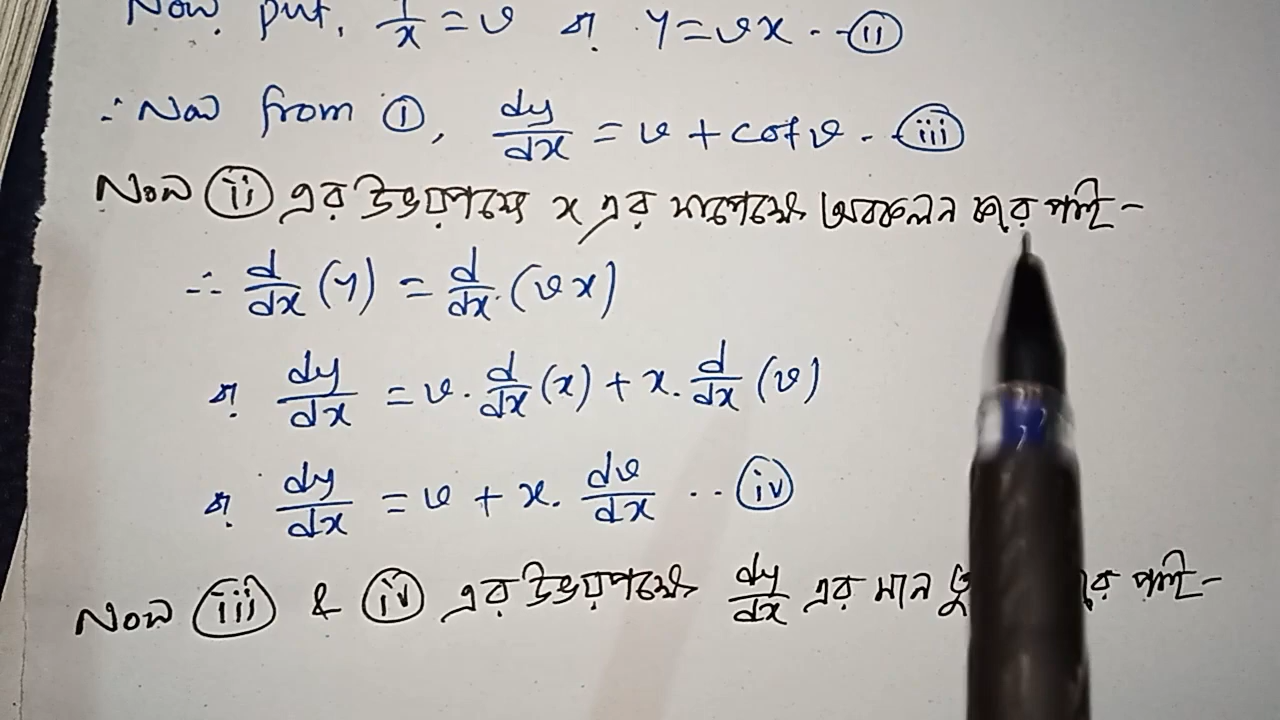 Now, put, y/x = v বা, y = vx --- (ii)
∴ Now from (i), dy/dx = v + cot v -- (iii)
Now (ii) এর উভয়পক্ষে x এর সাপেক্ষে অবকলন করে পাই-
∴ d/dx (y) = d/dx (vx)
বা, dy/dx = v. d/dx (x) + x. d/dx (v)
বা, dy/dx = v + x. dv/dx .. (iv)
Now (iii) & (iv) এর উভয়পক্ষে dy/dx এর মান পাই-